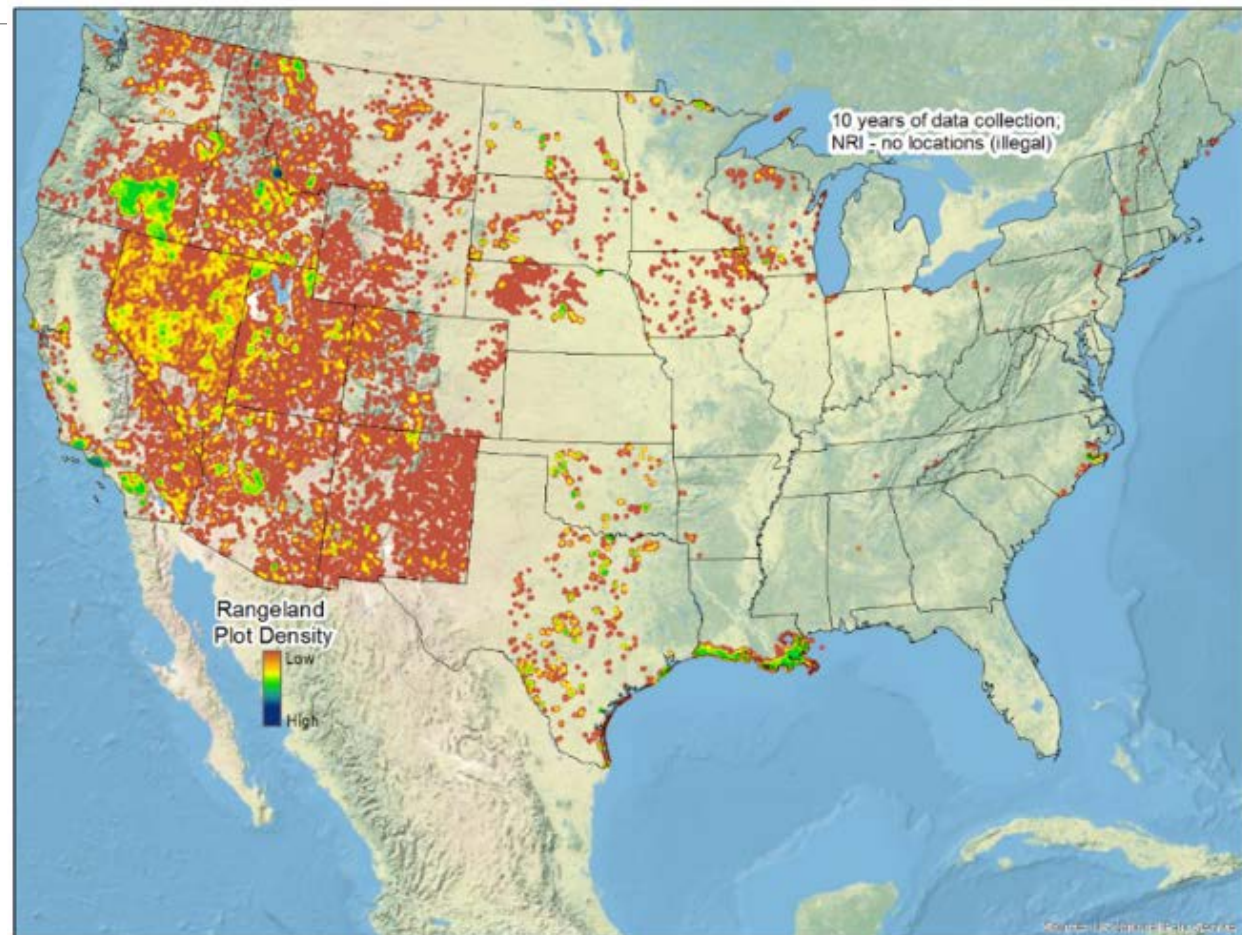 10 years of data collection;
NRI - no locations (illegal)
Rangeland
Plot Density
Low
High